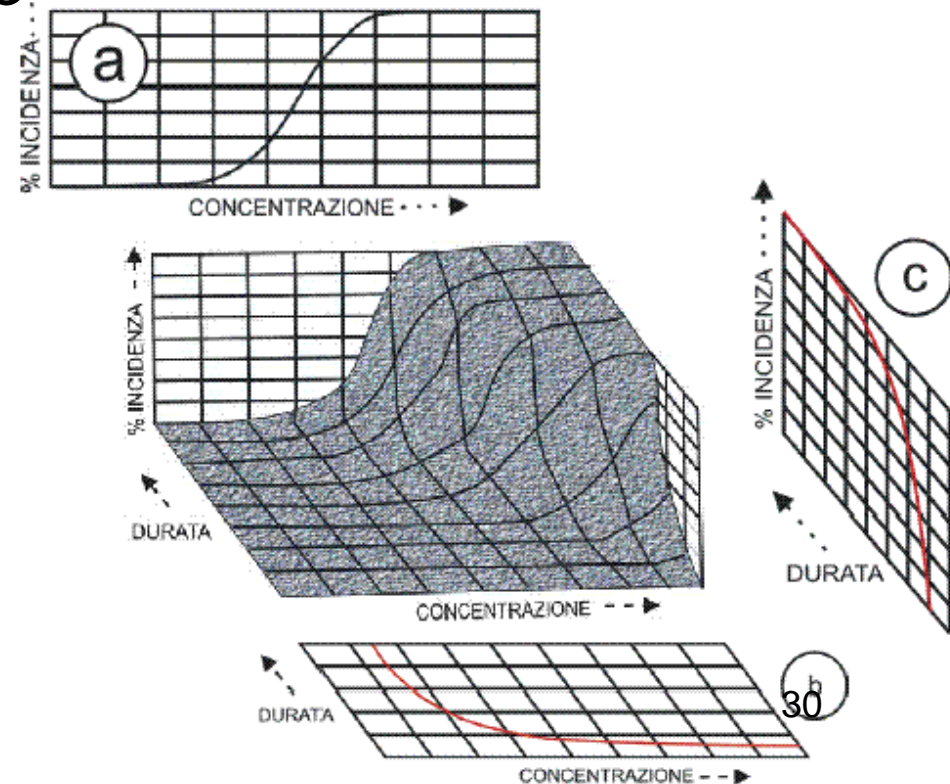 a
% INCIDENZA
CONCENTRAZIONE
% INCIDENZA
DURATA
CONCENTRAZIONE
c
% INCIDENZA
DURATA
b
30
DURATA
CONCENTRAZIONE